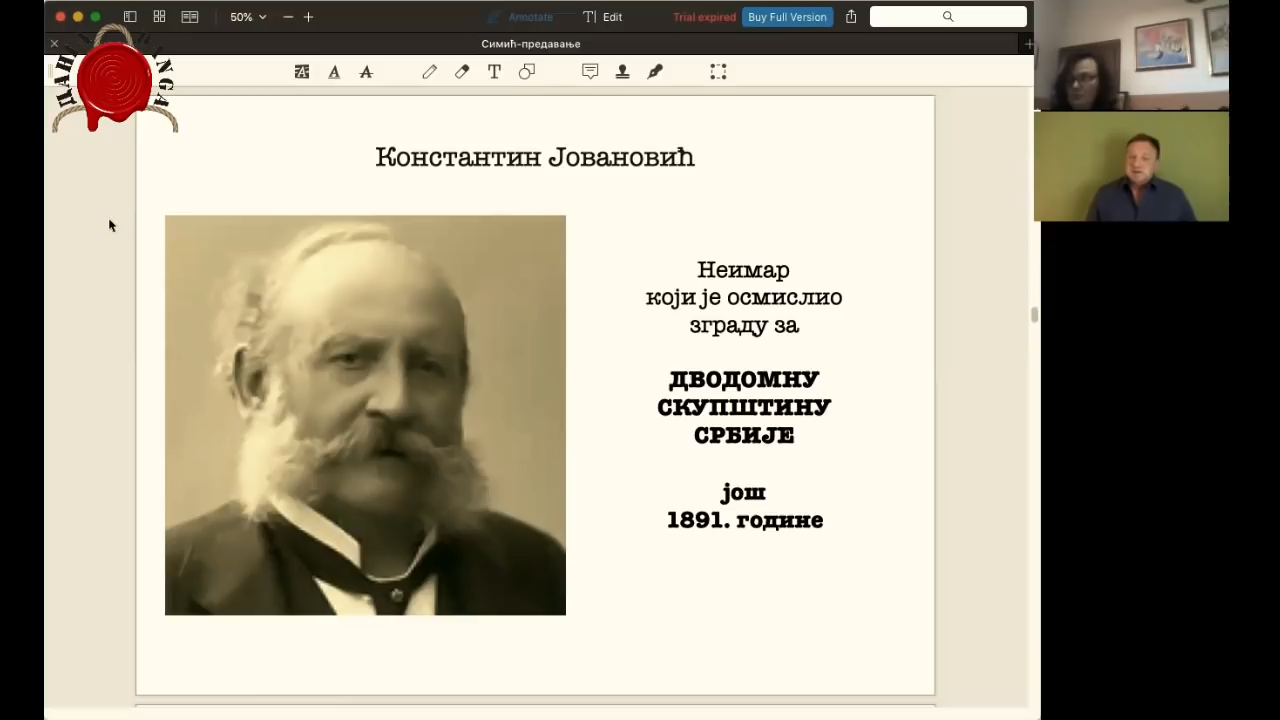 50%
Annotate
Edit
Trial expired
Buy Full Version
Симић-предавање
Константин Јовановић
Неимар
који је осмислио
зграду за
ДВОДОМНУ
СКУПШТИНУ
СРБИЈЕ
још
1891. године